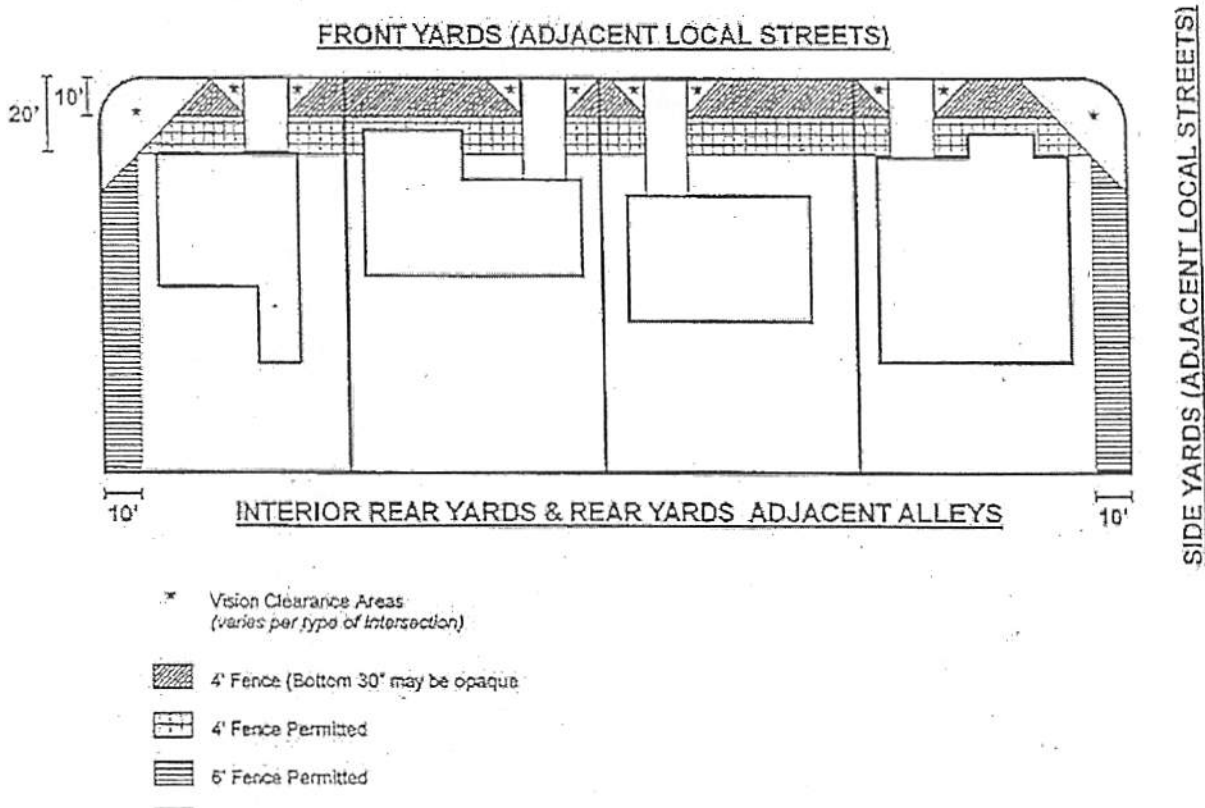 FRONT YARDS (ADJACENT LOCAL STREETS)
20'
10'
SIDE YARDS (ADJACENT LOCAL STREETS)
10'
INTERIOR REAR YARDS & REAR YARDS ADJACENT ALLEYS
10'
* Vision Clearance Areas
(varies per type of Intersection)
4' Fence (Bottom 30" may be opaque
4' Fence Permitted
6' Fence Permitted